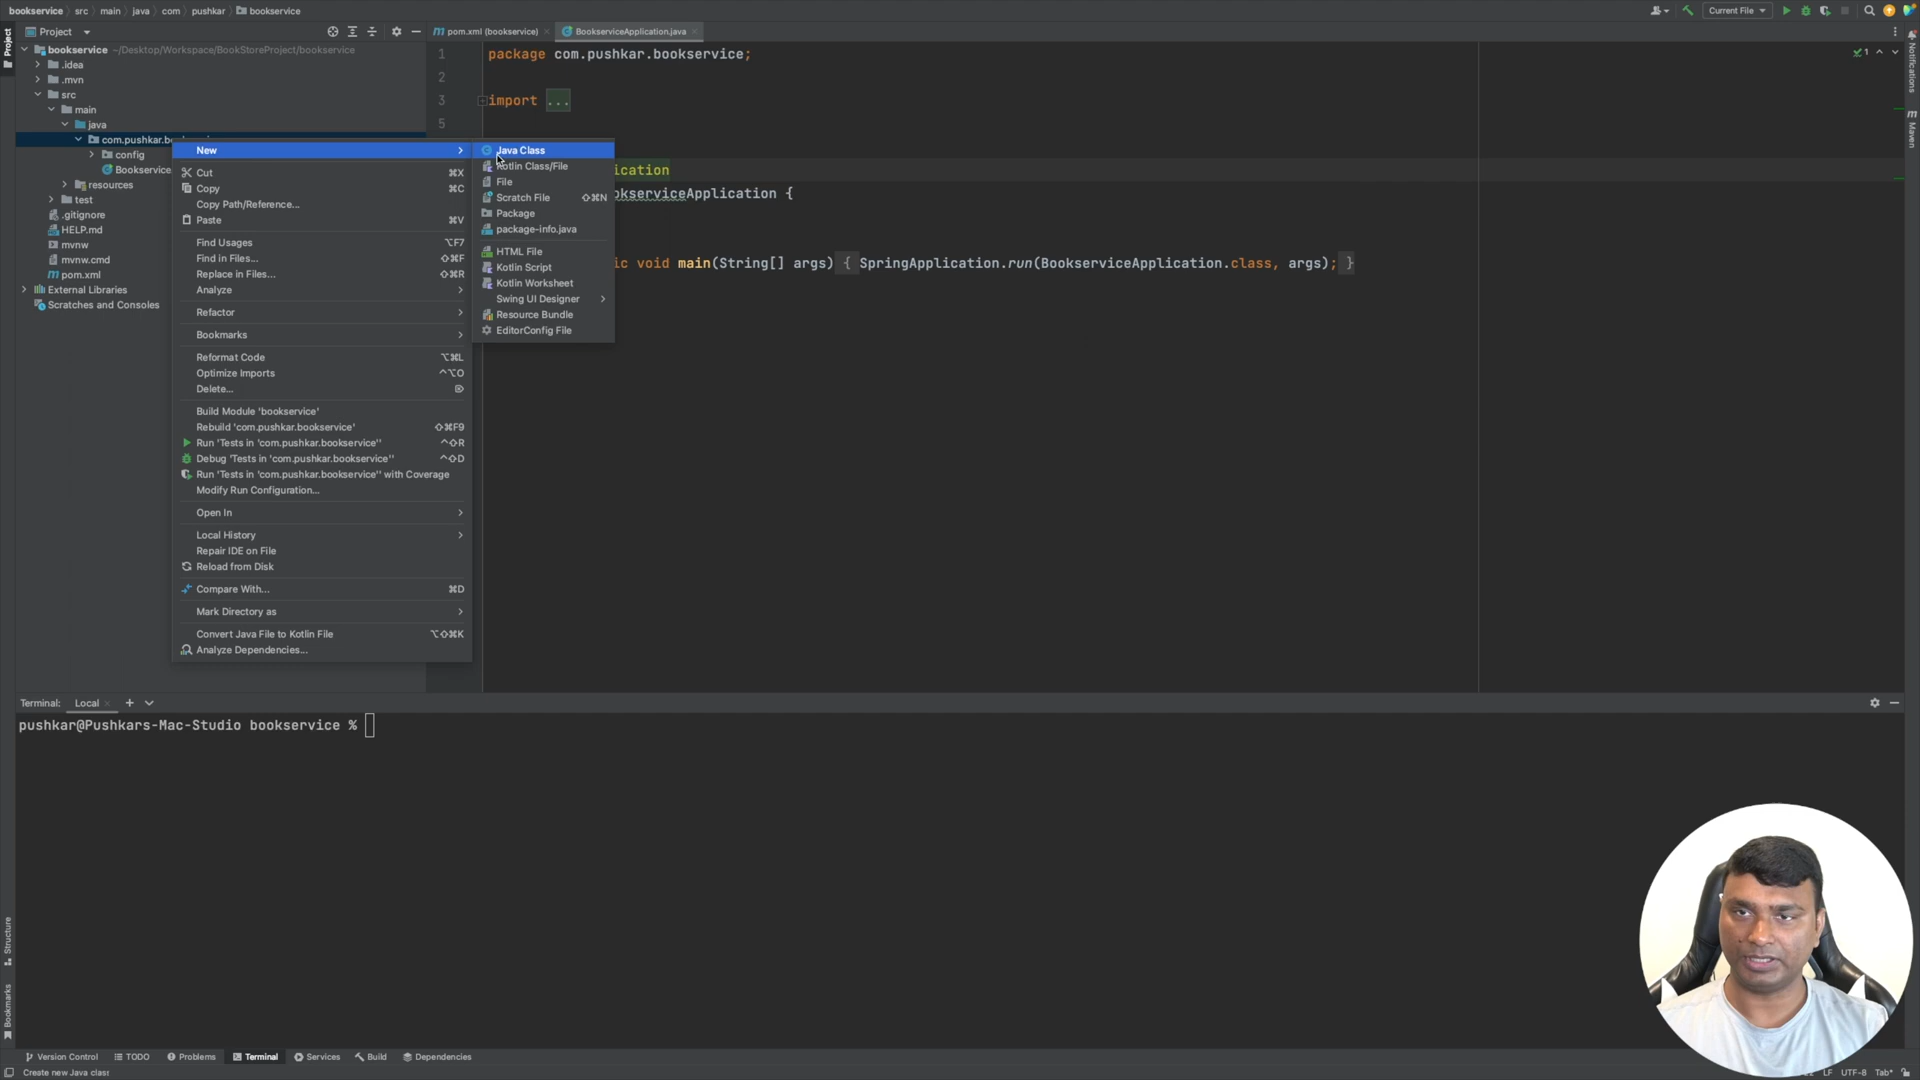 bookservice src main java com pushkar bookservice
Current File
Project
pom.xml (bookservice)
BookserviceApplication.java
Project
bookservice ~/Desktop/Workspace/BookStoreProject/bookservice
.idea
.mvn
src
main
java
com.pushkar.bo
config
Bookservice
resources
test
.gitignore
HELP.md
mvnw
mvnw.cmd
pom.xml
External Libraries
Scratches and Consoles
New
Cut ⌘X
Copy ⌘C
Copy Path/Reference...
Paste ⌘V
Find Usages ⌥F7
Find in Files... ⇧⌘F
Replace in Files... ⇧⌘R
Analyze
Refactor
Bookmarks
Reformat Code ⌥⌘L
Optimize Imports ^⌥O
Delete... ⌦
Build Module 'bookservice'
Rebuild 'com.pushkar.bookservice' ⇧⌘F9
Run 'Tests in 'com.pushkar.bookservice'' ^⇧R
Debug 'Tests in 'com.pushkar.bookservice'' ^⇧D
Run 'Tests in 'com.pushkar.bookservice'' with Coverage
Modify Run Configuration...
Open In
Local History
Repair IDE on File
Reload from Disk
Compare With... ⌘D
Mark Directory as
Convert Java File to Kotlin File ⌥⇧⌘K
Analyze Dependencies...
Java Class
Kotlin Class/File
File
Scratch File ⇧⌘N
Package
package-info.java
HTML File
Kotlin Script
Kotlin Worksheet
Swing UI Designer
Resource Bundle
EditorConfig File
1 package com.pushkar.bookservice;
2
3 import ...
5
ication
okserviceApplication {
ic void main(String[] args) { SpringApplication.run(BookserviceApplication.class, args); }
1
Notifications
Maven
Terminal: Local
pushkar@Pushkars-Mac-Studio bookservice %
Structure
Bookmarks
Version Control TODO Problems Terminal Services Build Dependencies
Create new Java class
LF UTF-8 Tab*